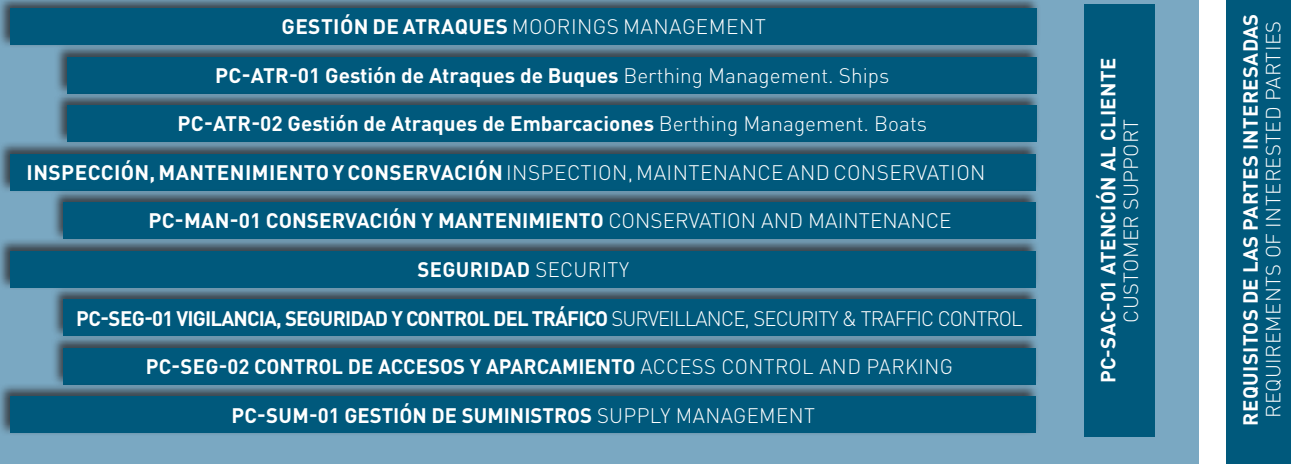 GESTIÓN DE ATRAQUES MOORINGS MANAGEMENT
PC-ATR-01 Gestión de Atraques de Buques Berthing Management. Ships
PC-ATR-02 Gestión de Atraques de Embarcaciones Berthing Management. Boats
INSPECCIÓN, MANTENIMIENTO Y CONSERVACIÓN INSPECTION, MAINTENANCE AND CONSERVATION
PC-MAN-01 CONSERVACIÓN Y MANTENIMIENTO CONSERVATION AND MAINTENANCE
SEGURIDAD SECURITY
PC-SEG-01 VIGILANCIA, SEGURIDAD Y CONTROL DEL TRÁFICO SURVEILLANCE, SECURITY & TRAFFIC CONTROL
PC-SEG-02 CONTROL DE ACCESOS Y APARCAMIENTO ACCESS CONTROL AND PARKING
PC-SUM-01 GESTIÓN DE SUMINISTROS SUPPLY MANAGEMENT
PC-SAC-01 ATENCIÓN AL CLIENTE
CUSTOMER SUPPORT
REQUISITOS DE LAS PARTES INTERESADAS
REQUIREMENTS OF INTERESTED PARTIES